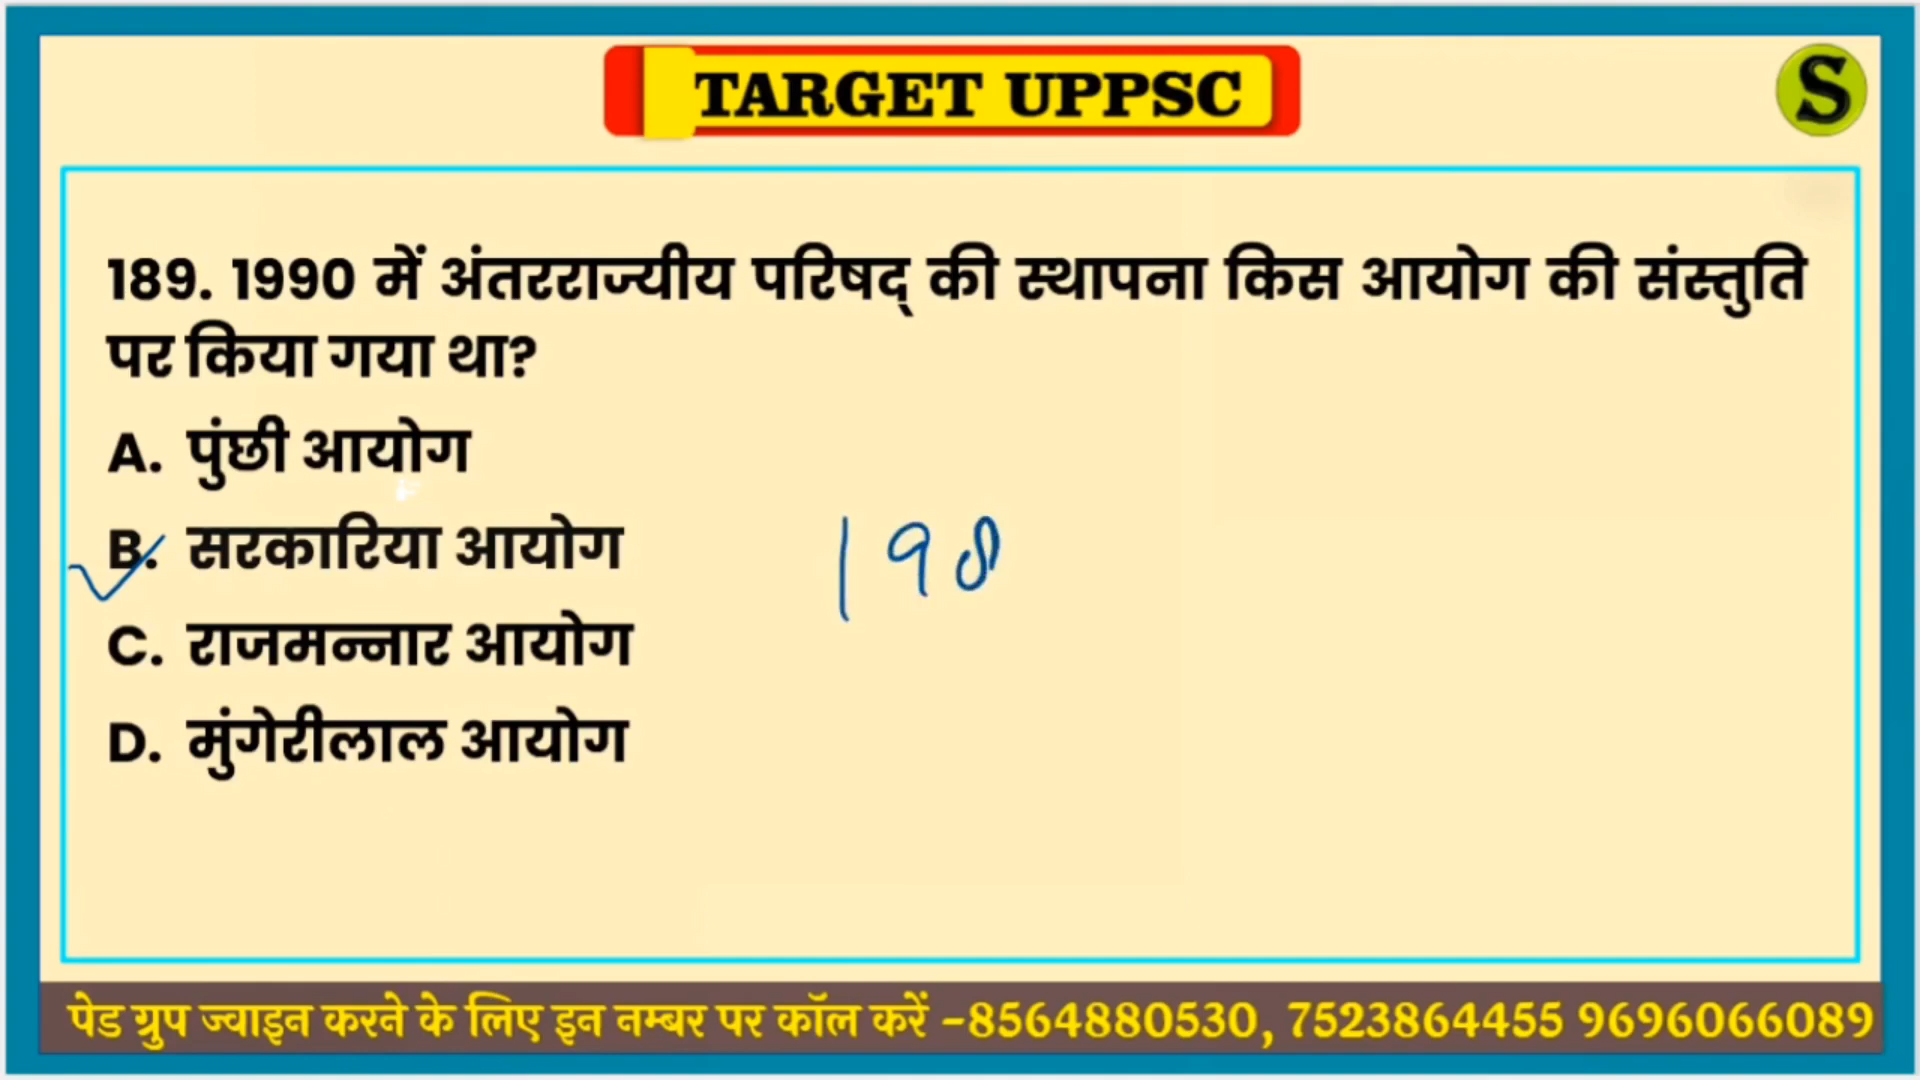 TARGET UPPSC
S
189. 1990 में अंतरराज्यीय परिषद् की स्थापना किस आयोग की संस्तुति
पर किया गया था?
A. पुंछी आयोग
B. सरकारिया आयोग
198
C. राजमन्नार आयोग
D. मुंगेरीलाल आयोग
पेड ग्रुप ज्वाइन करने के लिए इन नम्बर पर कॉल करें -8564880530, 7523864455 9696066089